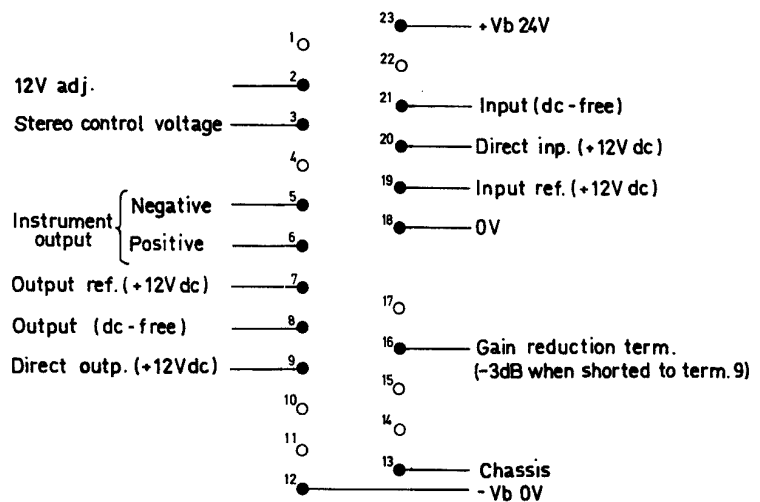 1
2 12V adj.
3 Stereo control voltage
4
5 Instrument output Negative
6 Positive
7 Output ref. (+12V dc)
8 Output (dc-free)
9 Direct outp. (+12Vdc)
10
11
12 - Vb 0V
23 + Vb 24V
22
21 Input (dc-free)
20 Direct inp. (+12V dc)
19 Input ref. (+12V dc)
18 0V
17
16 Gain reduction term.
(-3dB when shorted to term. 9)
15
14
13 Chassis